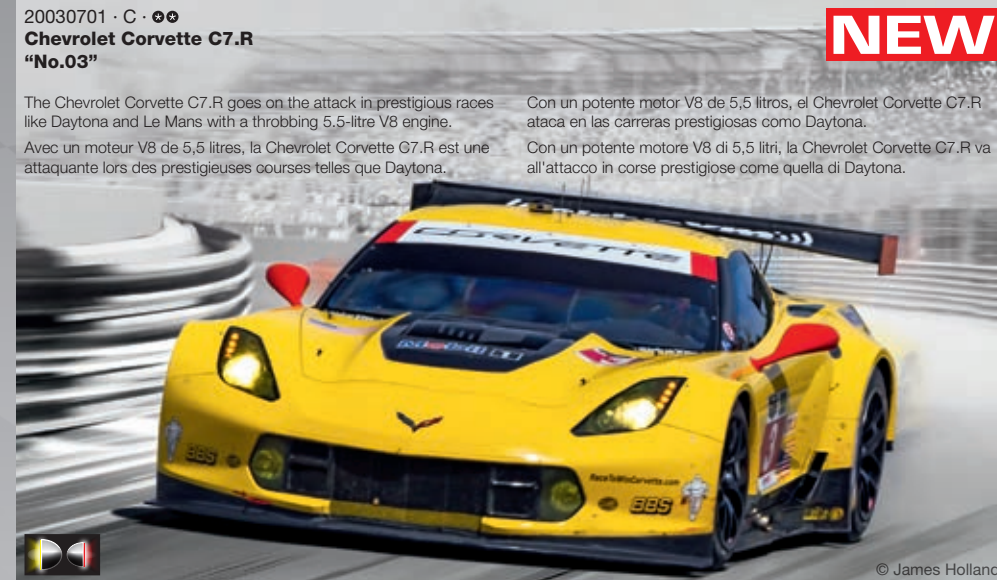 20030701 · C · ✪✪
Chevrolet Corvette C7.R
“No.03”
NEW
The Chevrolet Corvette C7.R goes on the attack in prestigious races
like Daytona and Le Mans with a throbbing 5.5-litre V8 engine.
Avec un moteur V8 de 5,5 litres, la Chevrolet Corvette C7.R est une
attaquante lors des prestigieuses courses telles que Daytona.
Con un potente motor V8 de 5,5 litros, el Chevrolet Corvette C7.R
ataca en las carreras prestigiosas como Daytona.
Con un potente motore V8 di 5,5 litri, la Chevrolet Corvette C7.R va
all'attacco in corse prestigiose come quella di Daytona.
CORVETTE
Mobil 1
3
RaceToWinCorvette.com
BBS
BBS
© James Holland